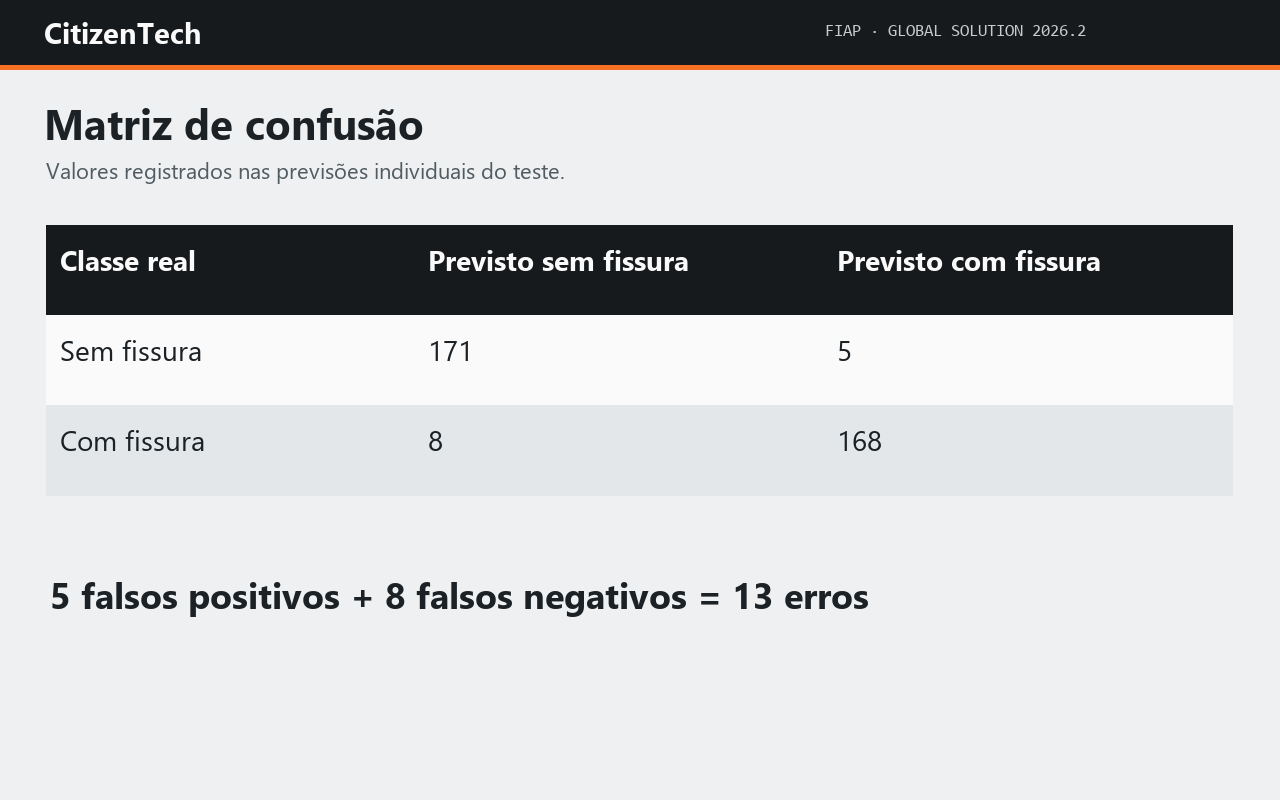 CitizenTech
FIAP · GLOBAL SOLUTION 2026.2
Matriz de confusão
Valores registrados nas previsões individuais do teste.
Classe real Previsto sem fissura Previsto com fissura
Sem fissura 171 5
Com fissura 8 168
5 falsos positivos + 8 falsos negativos = 13 erros